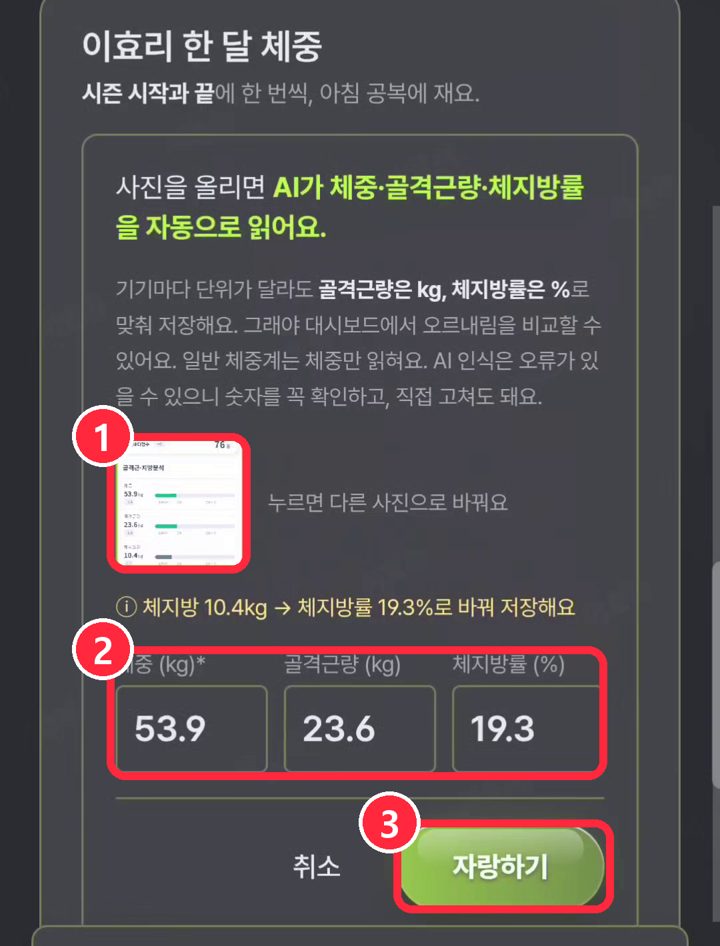 이효리 한 달 체중
시즌 시작과 끝에 한 번씩, 아침 공복에 재요.
사진을 올리면 AI가 체중·골격근량·체지방률
을 자동으로 읽어요.
기기마다 단위가 달라도 골격근량은 kg, 체지방률은 %로
맞춰 저장해요. 그래야 대시보드에서 오르내림을 비교할 수
있어요. 일반 체중계는 체중만 읽혀요. AI 인식은 오류가 있
을 수 있으니 숫자를 꼭 확인하고, 직접 고쳐도 돼요.
1
76
골격근·지방분석
53.9kg
23.6kg
10.4kg
누르면 다른 사진으로 바꿔요
ⓘ 체지방 10.4kg → 체지방률 19.3%로 바꿔 저장해요
2
체중 (kg)* 골격근량 (kg) 체지방률 (%)
53.9 23.6 19.3
3
취소 자랑하기